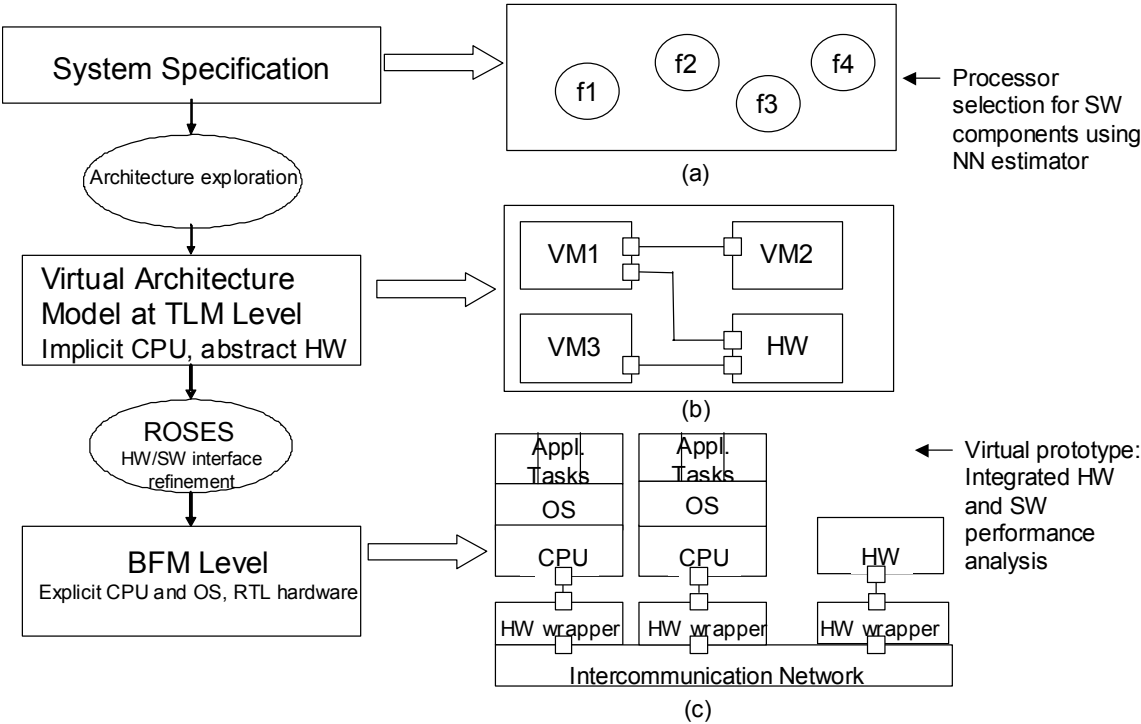 System Specification
f1
f2
f3
f4
Processor
selection for SW
components using
NN estimator
(a)
Architecture exploration
Virtual Architecture
Model at TLM Level
Implicit CPU, abstract HW
VM1
VM2
VM3
HW
(b)
ROSES
HW/SW interface
refinement
Appl.
Tasks
Appl.
Tasks
OS
OS
CPU
CPU
HW
Virtual prototype:
Integrated HW
and SW
performance
analysis
BFM Level
Explicit CPU and OS, RTL hardware
HW wrapper
HW wrapper
HW wrapper
Intercommunication Network
(c)